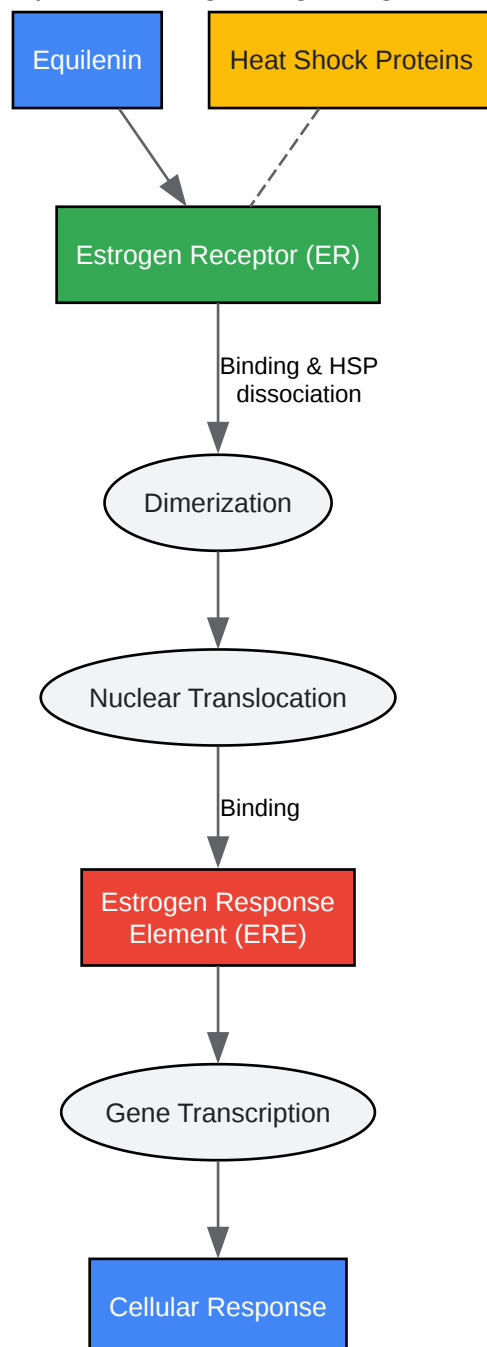 Equilenin
Heat Shock Proteins
Estrogen Receptor (ER)
Binding & HSP
dissociation
Dimerization
Nuclear Translocation
Binding
Estrogen Response
Element (ERE)
Gene Transcription
Cellular Response